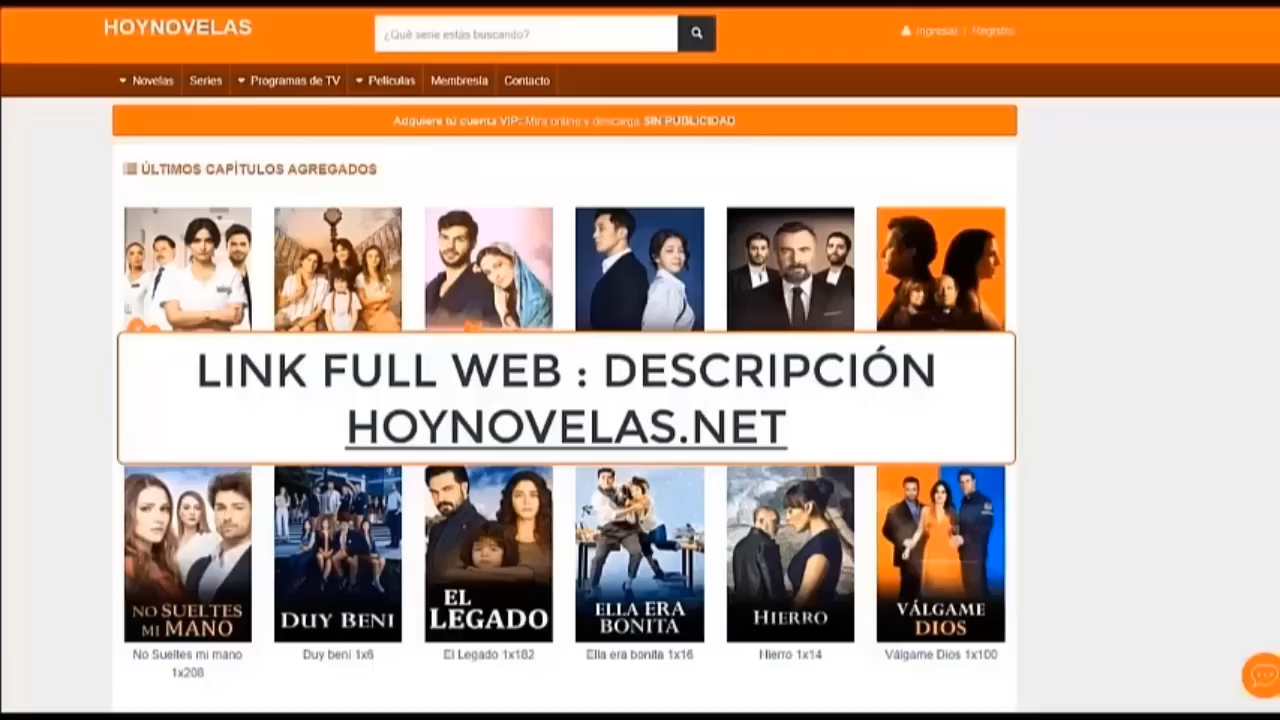 HOYNOVELAS
¿Qué serie estás buscando?
Ingresar | Registro
Novelas Series Programas de TV Películas Membresía Contacto
Adquiere tú cuenta VIP: Mira online y descarga SIN PUBLICIDAD
ÚLTIMOS CAPÍTULOS AGREGADOS
LINK FULL WEB : DESCRIPCIÓN
HOYNOVELAS.NET
NO SUELTES
MI MANO
DUY BENI
EL
LEGADO
ELLA ERA
BONITA
HIERRO
VÁLGAME
DIOS
No Sueltes mi mano
1x208
Duy beni 1x6
El Legado 1x182
Ella era bonita 1x16
Hierro 1x14
Válgame Dios 1x100